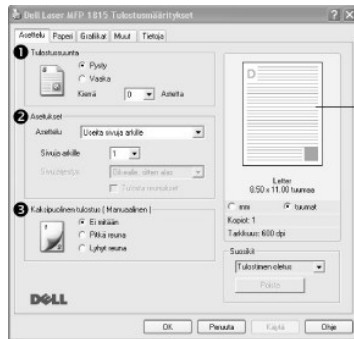 Dell Laser MFP 1815 Tulostusmääritykset
Asettelu Paperi Grafiikat Muut Tietoja
1 Tulostussuunta
Pysty
Vaaka
Kierrä 0 Astetta
2 Asetukset
Asettelu Useita sivuja arkille
Sivuja arkille 1
Sivujärjestys Oikealle, sitten alas
Tulosta reunukset
3 Kaksipuolinen tulostus ( Manuaalinen )
Ei mitään
Pitkä reuna
Lyhyt reuna
D
Letter
8.50 x 11.00 tuumaa
mm tuumat
Kopiot: 1
Tarkkuus: 600 dpi
Suosikit
Tulostimen oletus
Poista
DELL
OK Peruuta Käytä Ohje